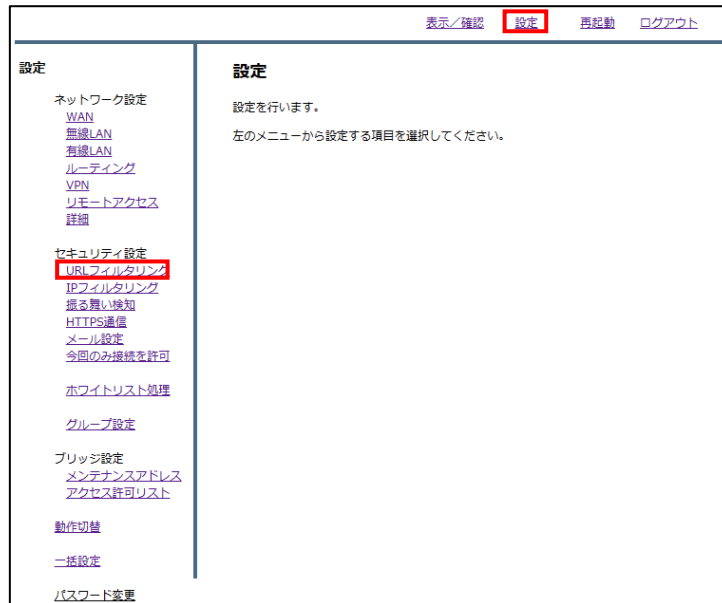 表示／確認 設定 再起動 ログアウト
設定
ネットワーク設定
WAN
無線LAN
有線LAN
ルーティング
VPN
リモートアクセス
詳細
セキュリティ設定
URLフィルタリング
IPフィルタリング
振る舞い検知
HTTPS通信
メール設定
今回のみ接続を許可
ホワイトリスト処理
グループ設定
ブリッジ設定
メンテナンスアドレス
アクセス許可リスト
動作切替
一括設定
パスワード変更
設定
設定を行います。
左のメニューから設定する項目を選択してください。